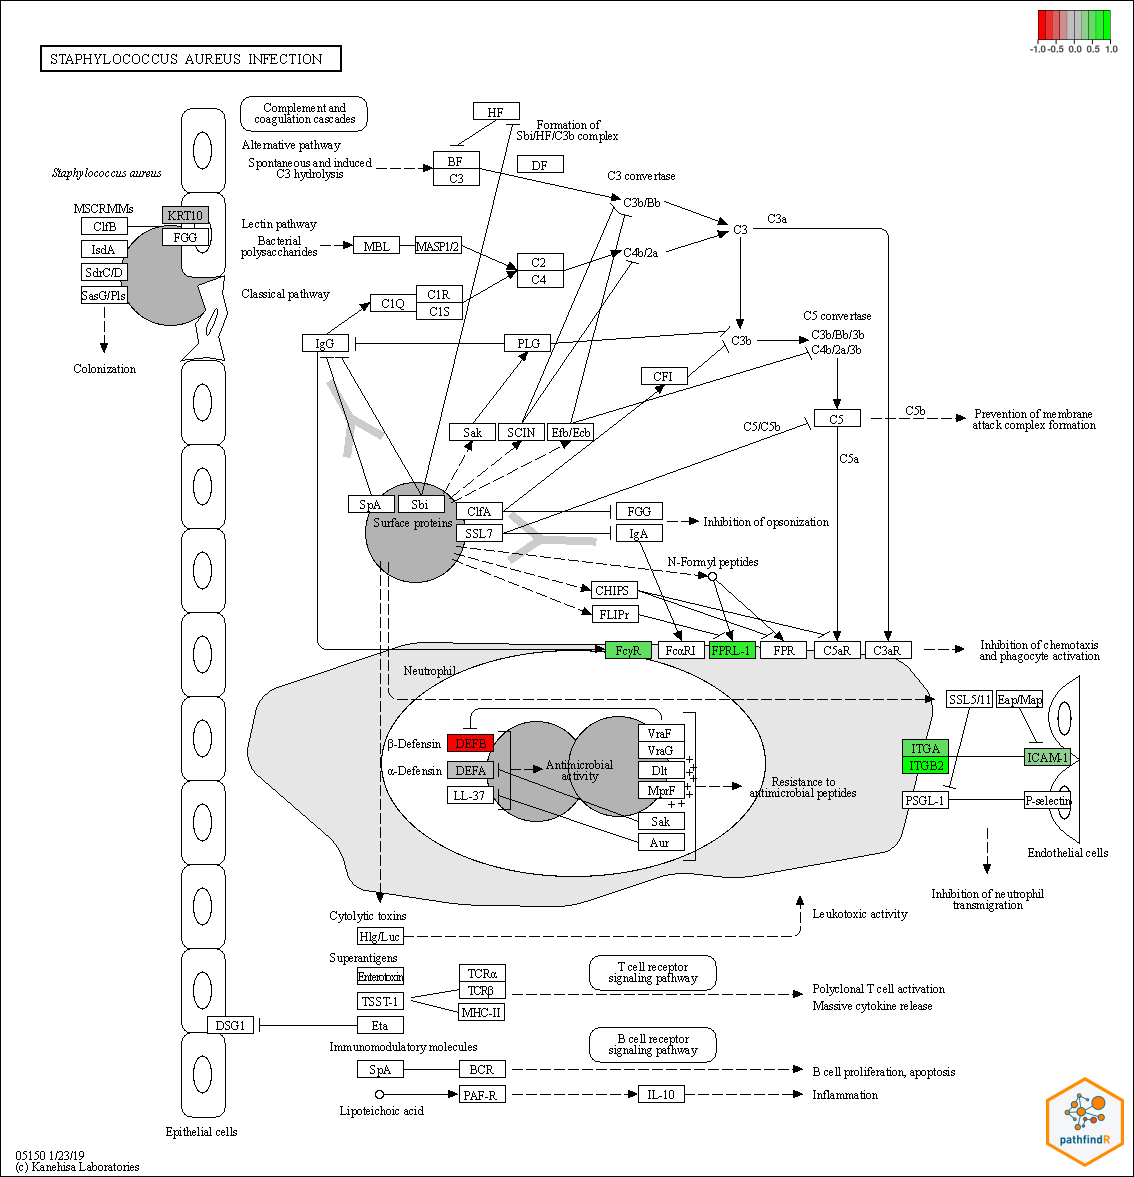 -1.0 -0.5 0.0 0.5 1.0
STAPHYLOCOCCUS AUREUS INFECTION
Complement and
coagulation cascades
HF
Formation of
Sbi/HF/C3b complex
Alternative pathway
Spontaneous and induced
C3 hydrolysis
BF
C3
DF
C3 convertase
C3b/Bb
Staphylococcus aureus
MSCRMMs
ClfB
IsdA
SdrC/D
SasG/Pls
Colonization
KRT10
FGG
Lectin pathway
Bacterial
polysaccharides
MBL
MASP1/2
C2
C4
C4b/2a
C3
C3a
Classical pathway
C1Q
C1R
C1S
IgG
PLG
C3b
C5 convertase
C3b/Bb/3b
C4b/2a/3b
CFI
Sak
SCIN
Efb/Ecb
C5/C5b
C5
C5b
Prevention of membrane
attack complex formation
C5a
SpA
Sbi
Surface proteins
ClfA
SSL7
FGG
IgA
Inhibition of opsonization
N-Formyl peptides
CHIPS
FLIPr
FcγR
FcαRI
FPRL-1
FPR
C5aR
C3aR
Inhibition of chemotaxis
and phagocyte activation
Neutrophil
SSL5/11
Eap/Map
β-Defensin
DEFB
α-Defensin
DEFA
LL-37
Antimicrobial
activity
VraF
VraG
Dlt
MprF
Sak
Aur
+
+
+
+
+
+
+ +
Resistance to
antimicrobial peptides
ITGA
ITGB2
ICAM-1
PSGL-1
P-selectin
Endothelial cells
Inhibition of neutrophil
transmigration
Cytolytic toxins
Hlg/Luc
Leukotoxic activity
Superantigens
Enterotoxin
TSST-1
Eta
DSG1
TCRα
TCRβ
MHC-II
T cell receptor
signaling pathway
Polyclonal T cell activation
Massive cytokine release
Immunomodulatory molecules
SpA
BCR
B cell receptor
signaling pathway
B cell proliferation, apoptosis
Lipoteichoic acid
PAF-R
IL-10
Inflammation
Epithelial cells
05150 1/23/19
(c) Kanehisa Laboratories
pathfindR